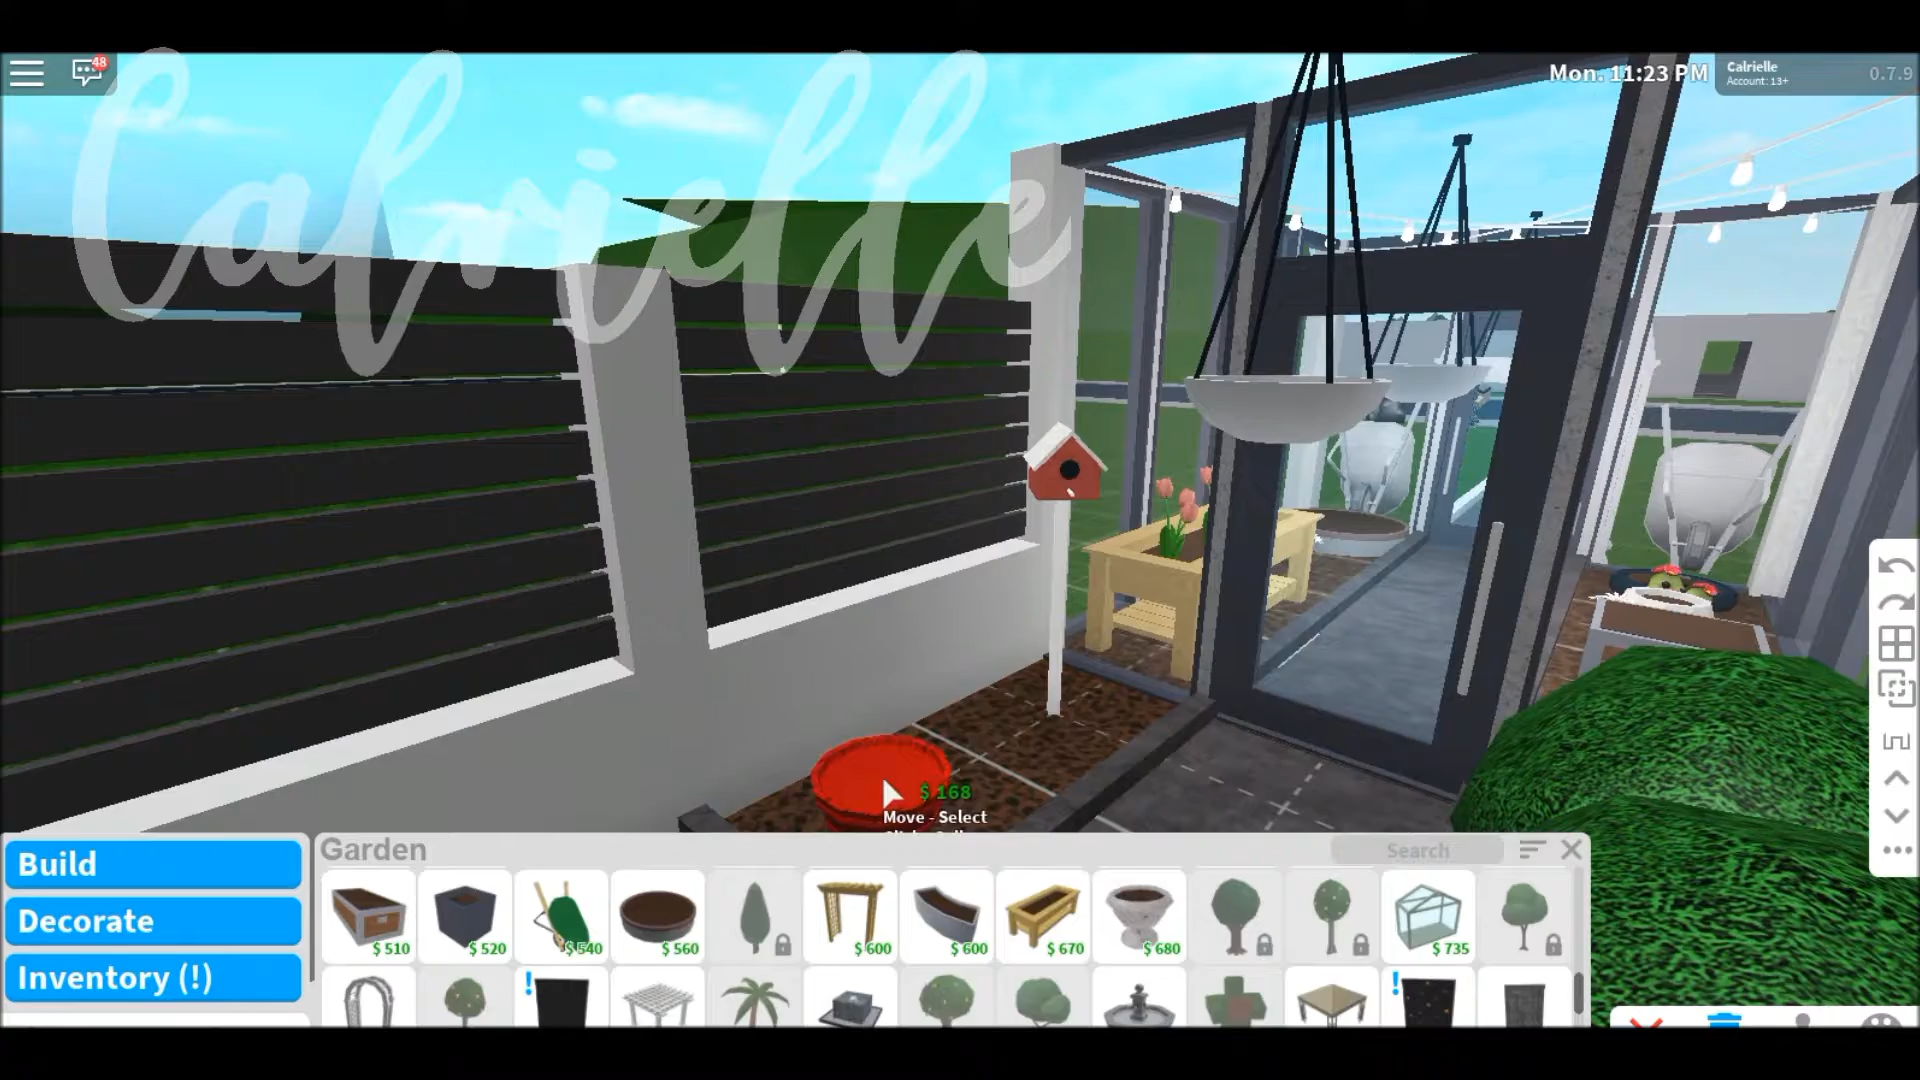 48
Mon. 11:23 PM
Calrielle
Account: 13+
0.7.9
Calrielle
$ 168
Move - Select
Build
Decorate
Inventory (!)
Garden
Search
$ 510
$ 520
$ 540
$ 560
$ 600
$ 600
$ 670
$ 680
$ 735
!
!